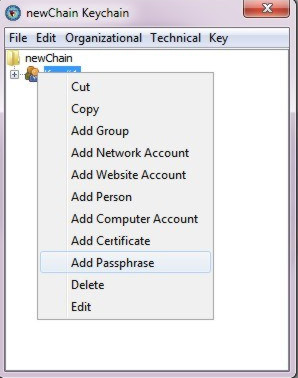 newChain Keychain
File Edit Organizational Technical Key
newChain
Cut
Copy
Add Group
Add Network Account
Add Website Account
Add Person
Add Computer Account
Add Certificate
Add Passphrase
Delete
Edit